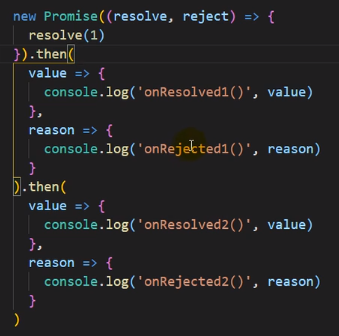 new Promise((resolve, reject) => {
  resolve(1)
}).then(
  value => {
    console.log('onResolved1()', value)
  },
  reason => {
    console.log('onRejected1()', reason)
  }
).then(
  value => {
    console.log('onResolved2()', value)
  },
  reason => {
    console.log('onRejected2()', reason)
  }
)